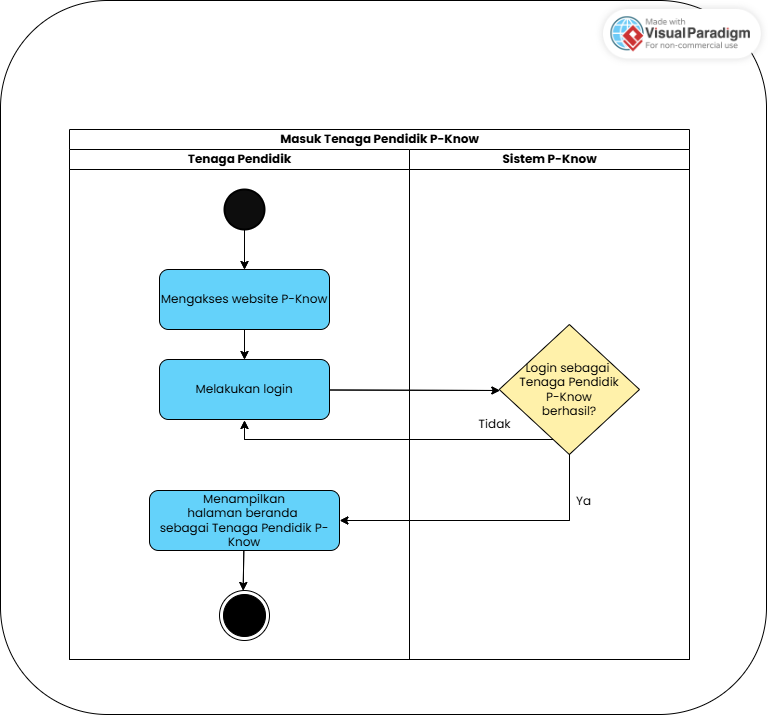 Made with
Visual Paradigm
For non-commercial use
Masuk Tenaga Pendidik P-Know
Tenaga Pendidik
Sistem P-Know
Mengakses website P-Know
Melakukan login
Login sebagai
Tenaga Pendidik
P-Know
berhasil?
Tidak
Ya
Menampilkan
halaman beranda
sebagai Tenaga Pendidik P-
Know